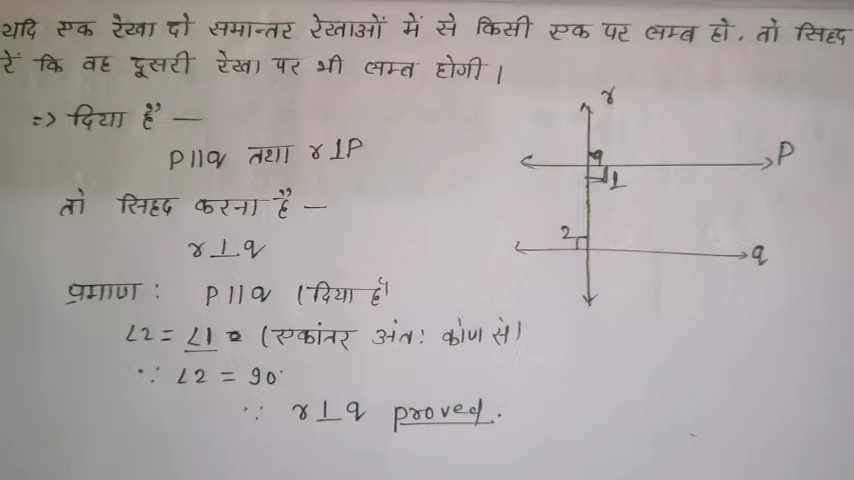 यदि एक रेखा दो समान्तर रेखाओं में से किसी एक पर लम्ब हो, तो सिद्द
रें कि वह दूसरी रेखा पर भी लम्ब होगी।
=> दिया है —
P||q तथा r⊥P
तो सिद्द करना है —
r⊥q
प्रमाण : P||q (दिया है)
∠2 = ∠1 (एकांतर अंत: कोण से)
∵ ∠2 = 90°
∵ r⊥q proved.
r
P
1
2
q